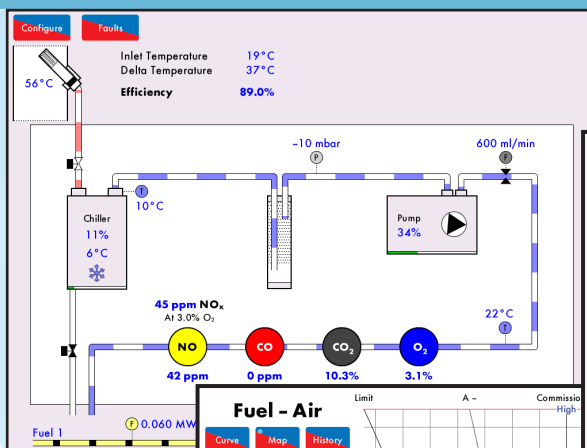 Configure Faults
Inlet Temperature 19°C
Delta Temperature 37°C
56°C
Efficiency 89.0%
–10 mbar 600 ml/min
P F
T
10°C
Chiller
11%
6°C
Pump
34%
45 ppm NOx
At 3.0% O2
22°C
T
NO CO CO2 O2
42 ppm 0 ppm 10.3% 3.1%
Fuel 1 F 0.060 MW
Fuel – Air
Limit A – Commissio
High
Curve Map History